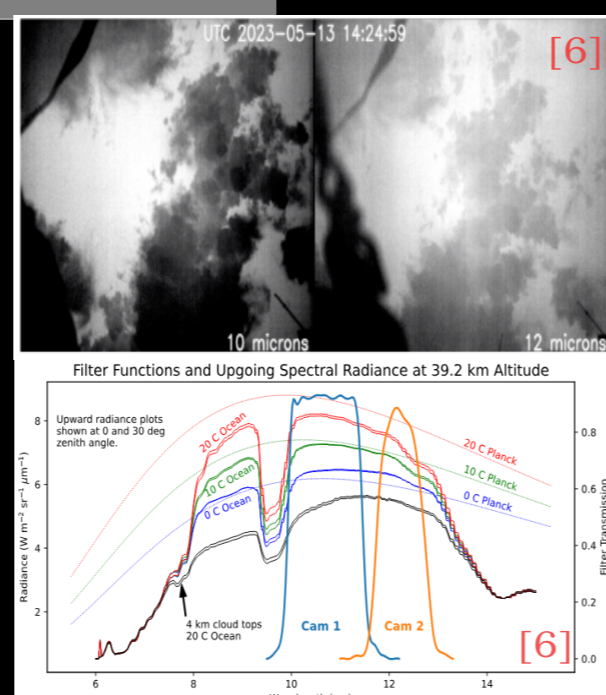 UTC 2023-05-13 14:24:59
[6]
10 microns
12 microns
Filter Functions and Upgoing Spectral Radiance at 39.2 km Altitude
Upward radiance plots
shown at 0 and 30 deg
zenith angle.
20 C Ocean
10 C Ocean
0 C Ocean
20 C Planck
10 C Planck
0 C Planck
4 km cloud tops
20 C Ocean
Cam 1
Cam 2
[6]
Radiance (W m⁻² sr⁻¹ μm⁻¹)
8
6
4
2
Filter Transmission
0.8
0.6
0.4
0.2
0.0
6
8
10
12
14